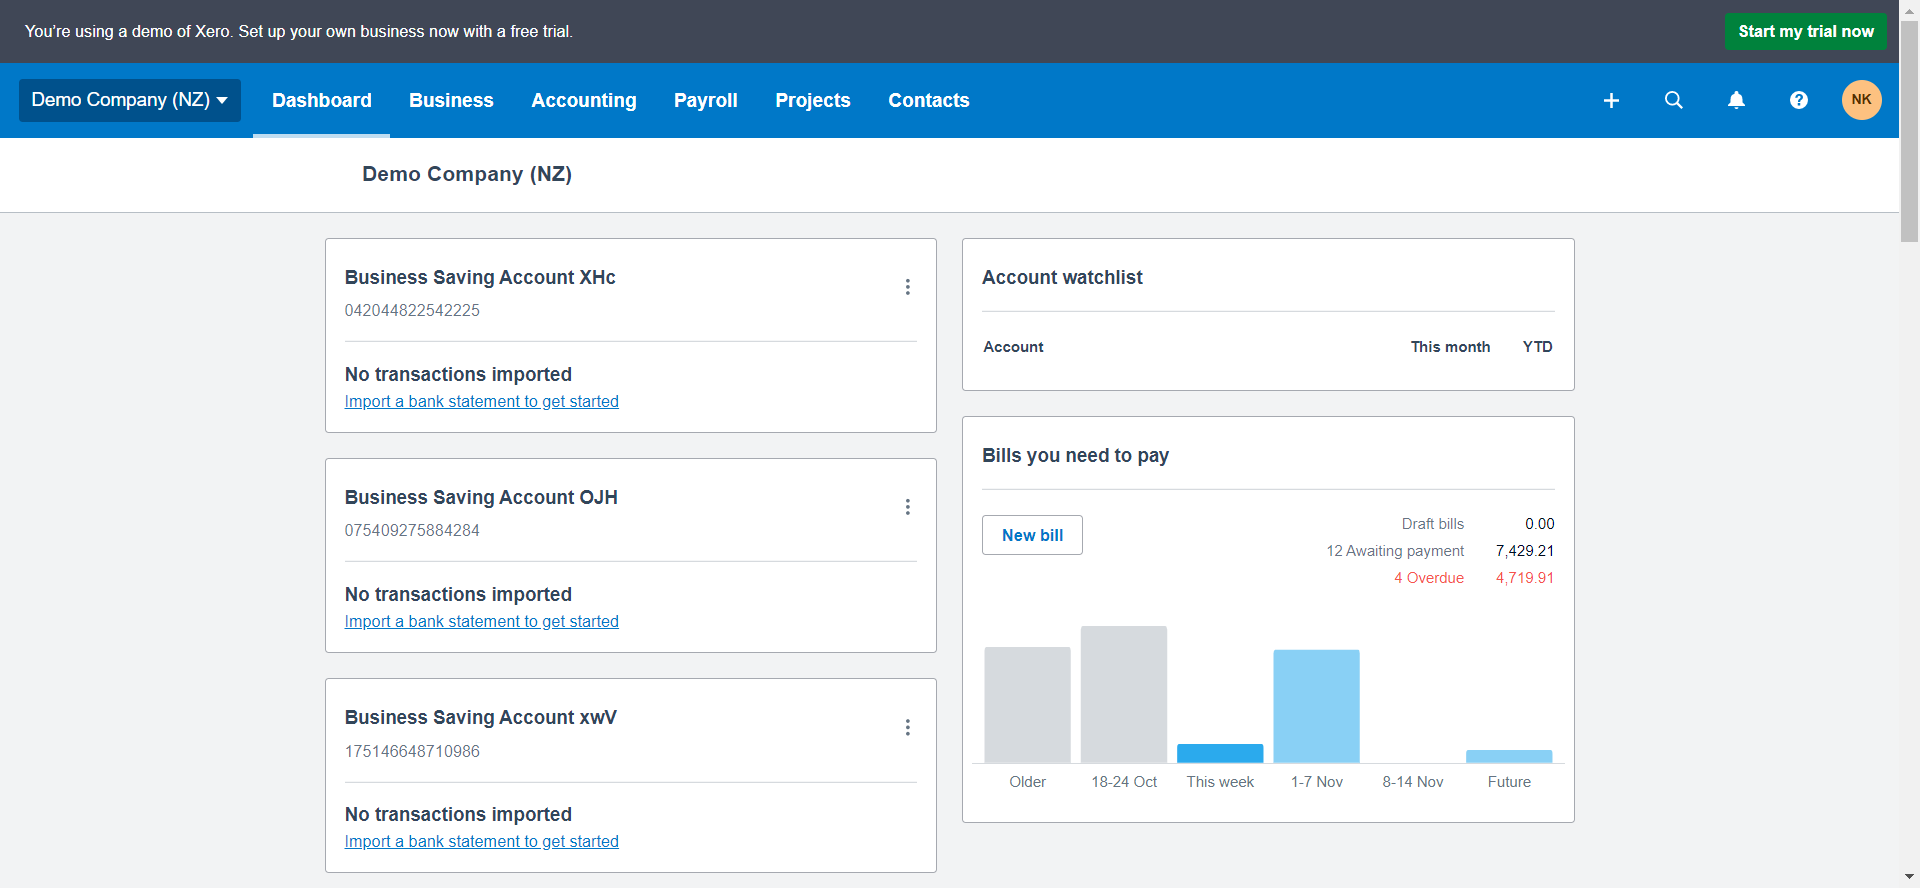 You're using a demo of Xero. Set up your own business now with a free trial.
Start my trial now
Demo Company (NZ)
Dashboard
Business
Accounting
Payroll
Projects
Contacts
NK
Demo Company (NZ)
Business Saving Account XHc
042044822542225
No transactions imported
Import a bank statement to get started
Business Saving Account OJH
075409275884284
No transactions imported
Import a bank statement to get started
Business Saving Account xwV
175146648710986
No transactions imported
Import a bank statement to get started
Account watchlist
Account This month YTD
Bills you need to pay
New bill
Draft bills 0.00
12 Awaiting payment 7,429.21
4 Overdue 4,719.91
Older 18-24 Oct This week 1-7 Nov 8-14 Nov Future